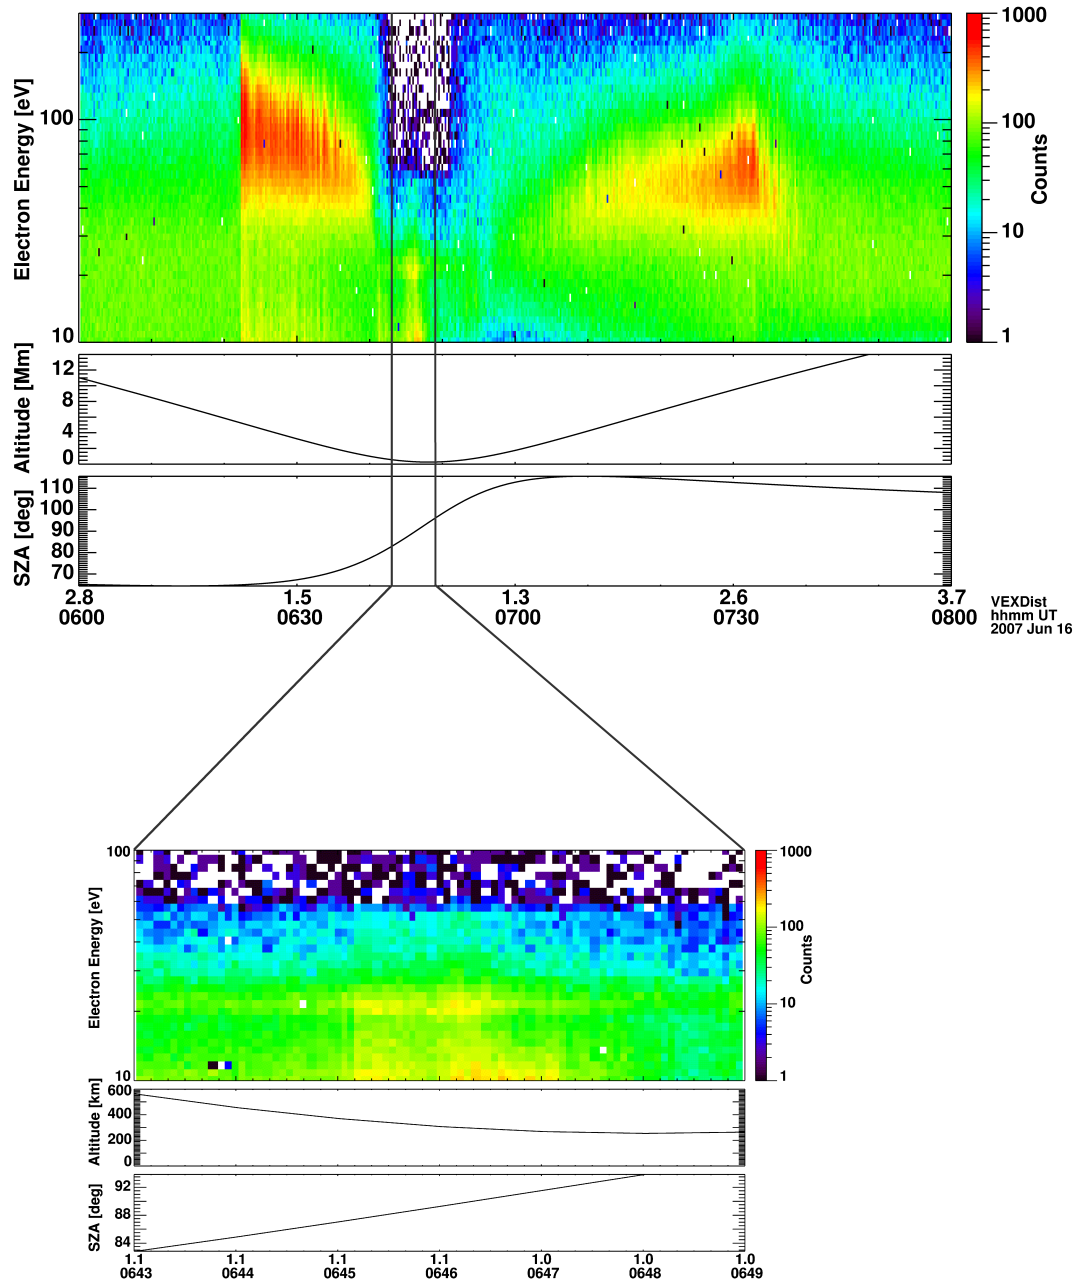 Electron Energy [eV]
100
10
1000
100
10
1
Counts
Altitude [Mm]
12
8
4
0
SZA [deg]
110
100
90
80
70
2.8 1.5 1.3 2.6 3.7 VEXDist
0600 0630 0700 0730 0800 hhmm UT
2007 Jun 16
Electron Energy [eV]
100
10
1000
100
10
1
Counts
Altitude [km]
600
400
200
0
SZA [deg]
92
88
84
1.1 1.1 1.1 1.1 1.0 1.0 1.0
0643 0644 0645 0646 0647 0648 0649